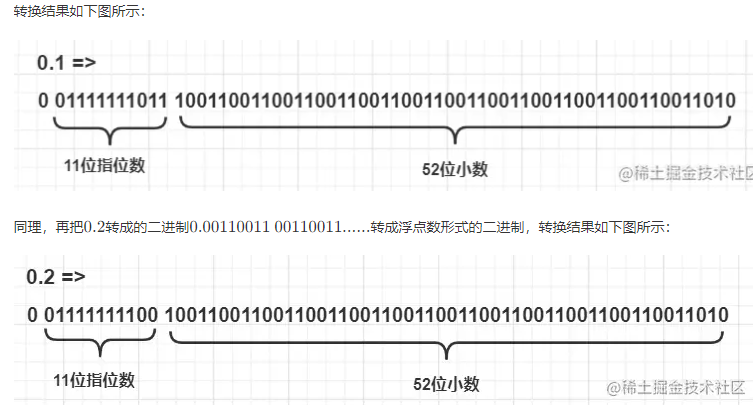 转换结果如下图所示：
0.1 =>
0 01111111011 1001100110011001100110011001100110011001100110011010
11位指位数
52位小数
@稀土掘金技术社区
同理，再把0.2转成的二进制0.00110011 00110011……转成浮点数形式的二进制，转换结果如下图所示：
0.2 =>
0 01111111100 1001100110011001100110011001100110011001100110011010
11位指位数
52位小数
@稀土掘金技术社区